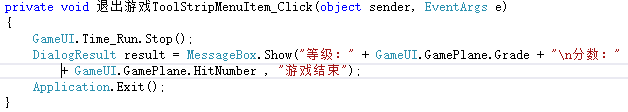 private void 退出游戏ToolStripMenuItem_Click(object sender, EventArgs e)
{
GameUI.Time_Run.Stop();
DialogResult result = MessageBox.Show("等级：" + GameUI.GamePlane.Grade + "\n分数："
+ GameUI.GamePlane.HitNumber , "游戏结束");
Application.Exit();
}